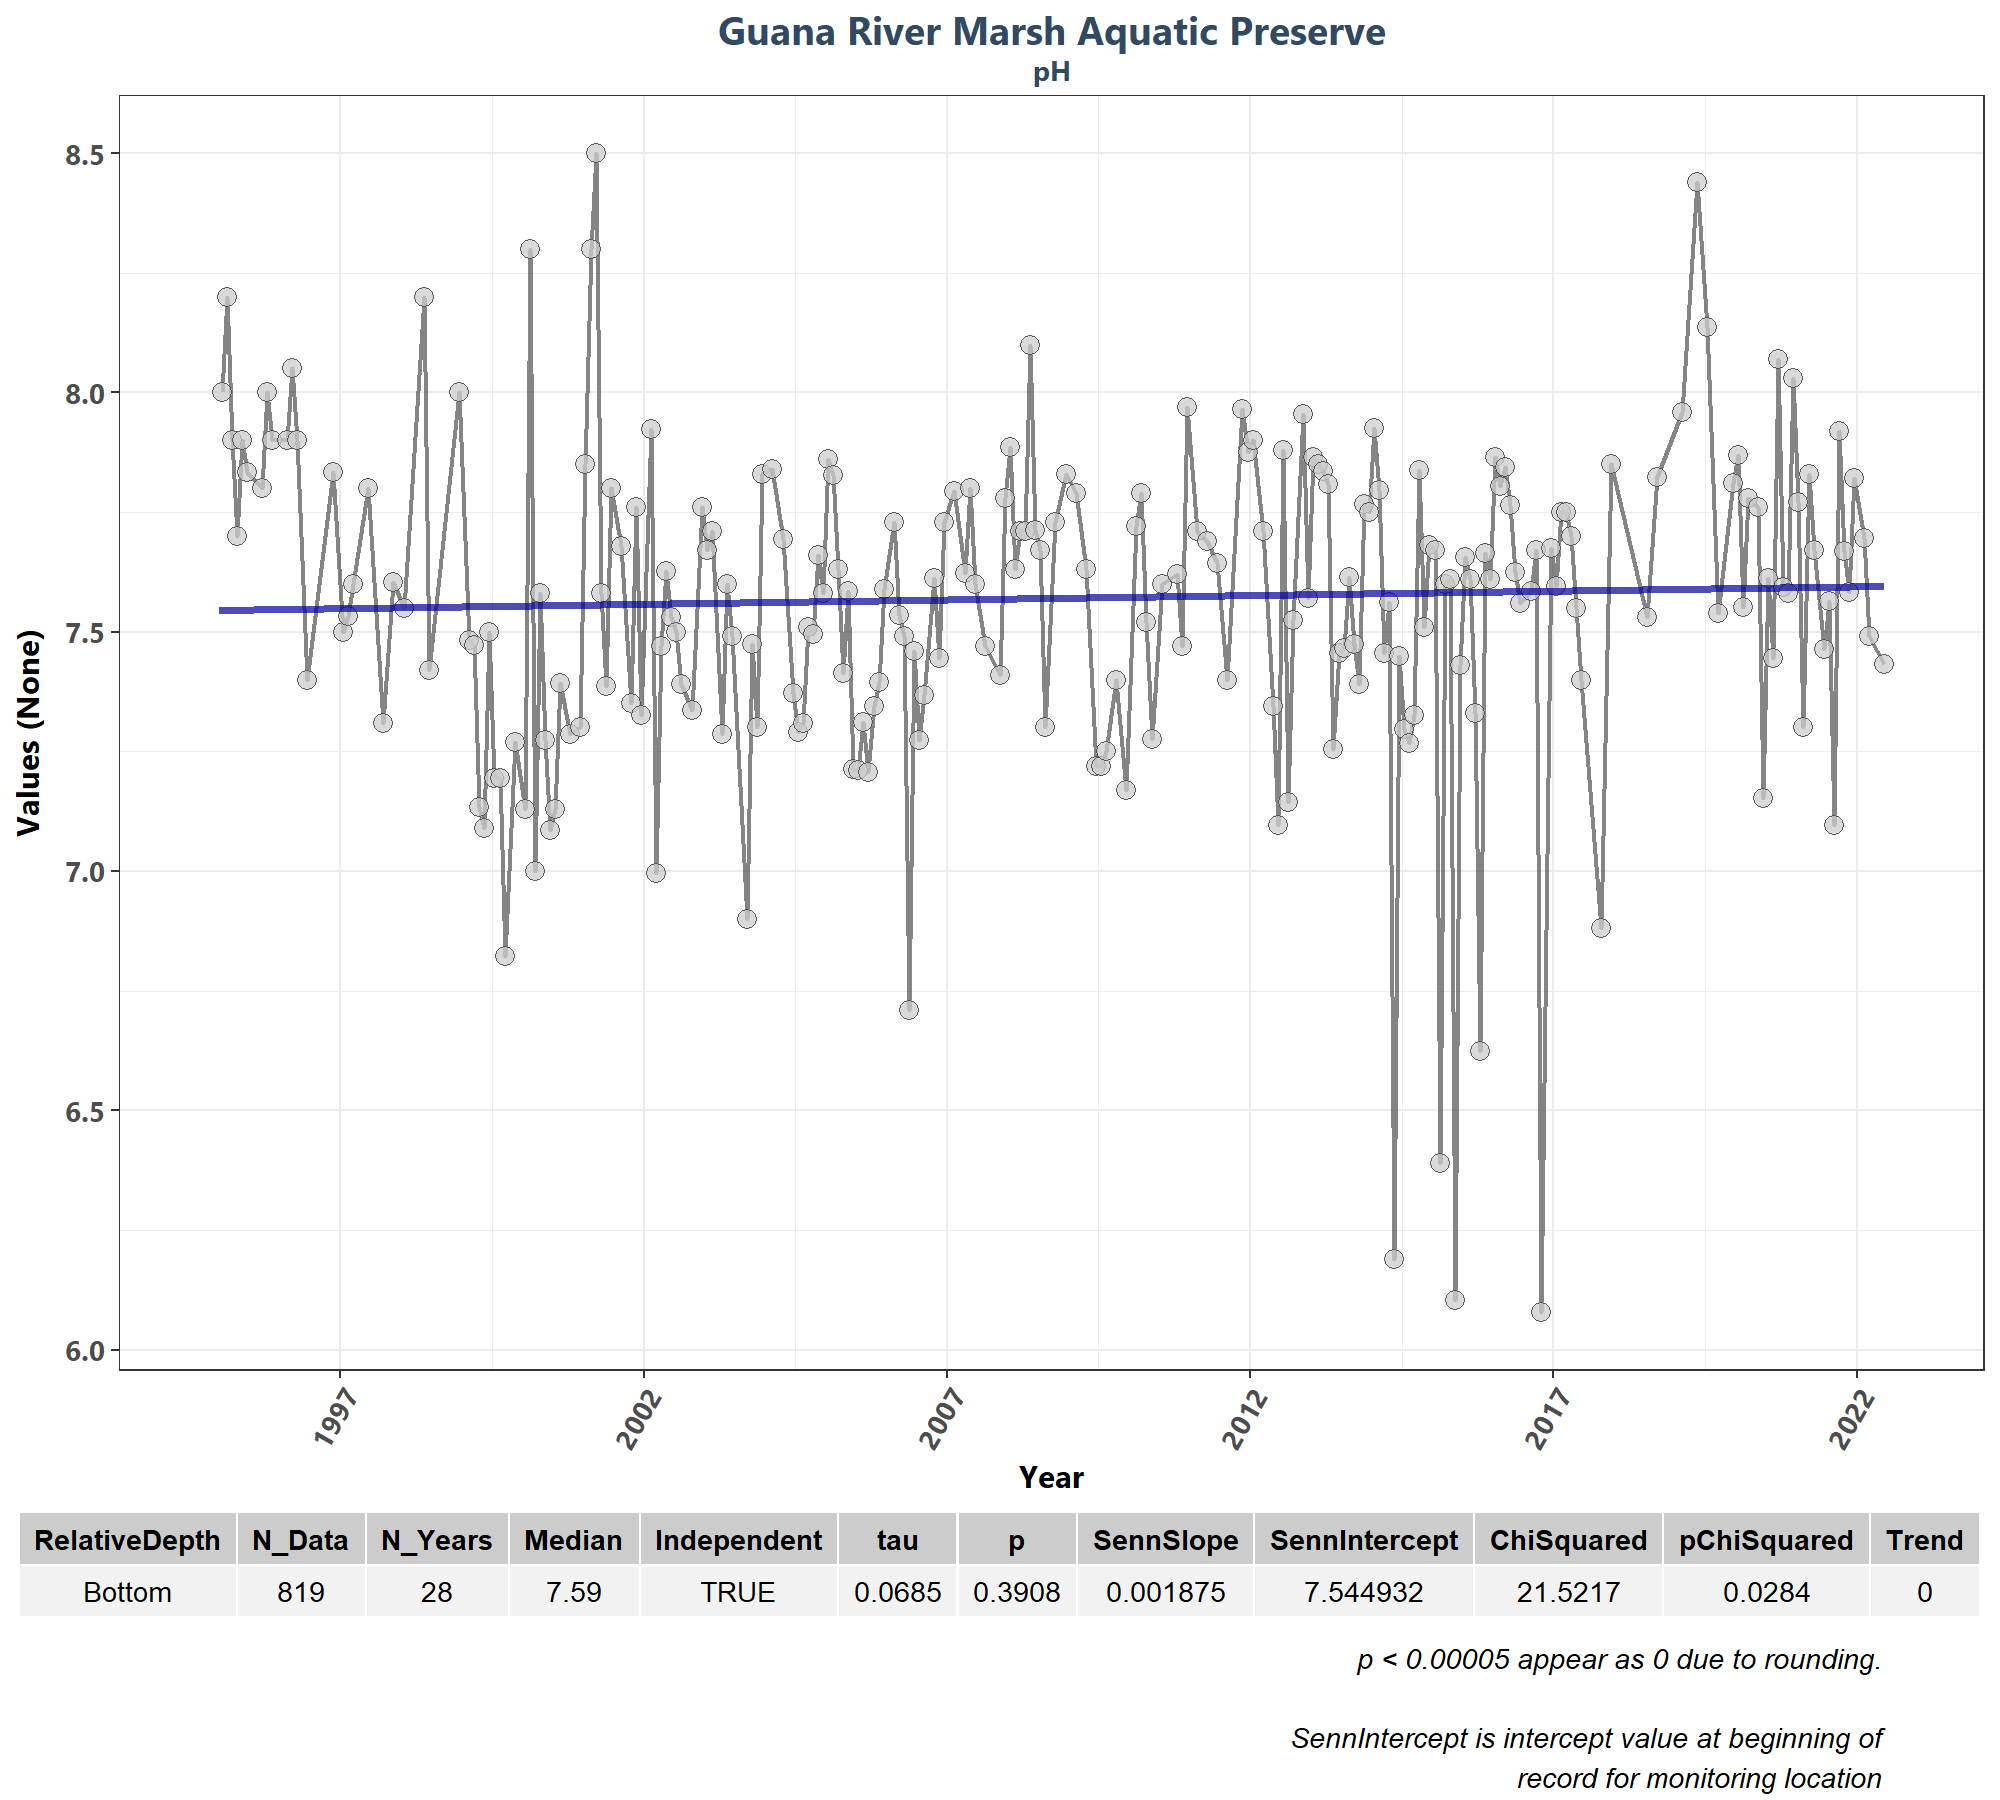 Guana River Marsh Aquatic Preserve
pH
8.5
8.0
7.5
7.0
6.5
6.0
Values (None)
1997
2002
2007
2012
2017
2022
Year
RelativeDepth N_Data N_Years Median Independent tau p SennSlope SennIntercept ChiSquared pChiSquared Trend
Bottom 819 28 7.59 TRUE 0.0685 0.3908 0.001875 7.544932 21.5217 0.0284 0
p < 0.00005 appear as 0 due to rounding.
SennIntercept is intercept value at beginning of
record for monitoring location